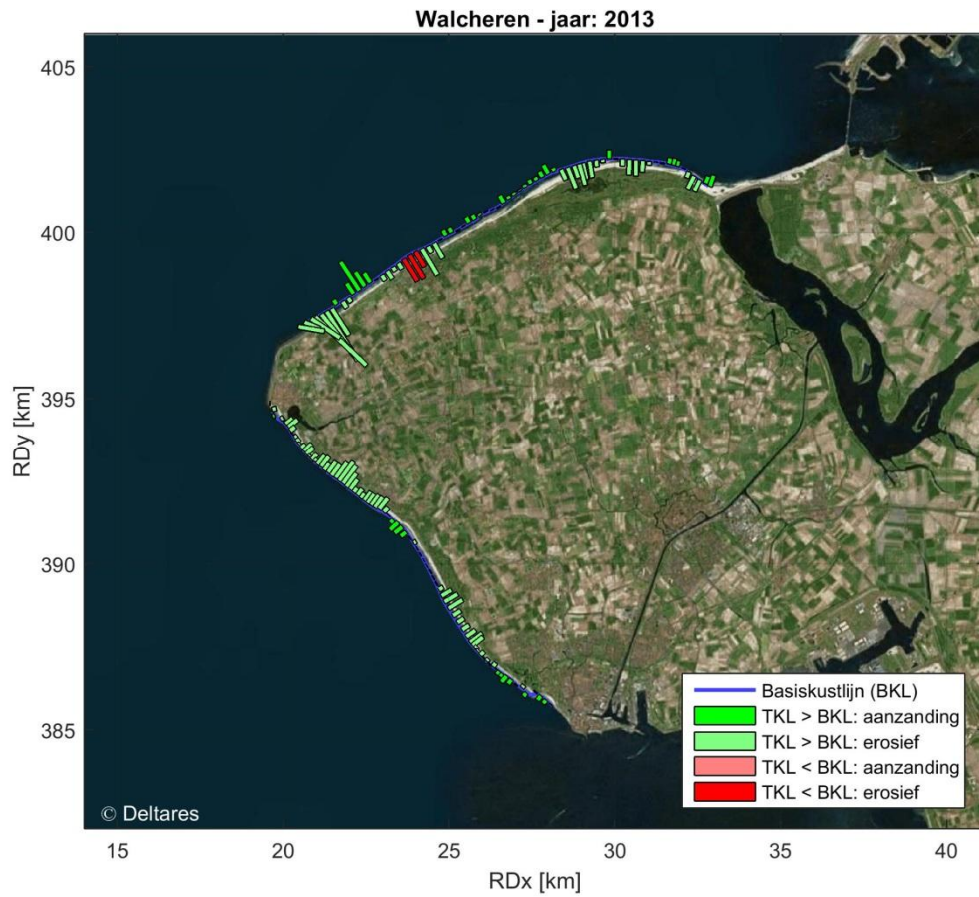 Walcheren - jaar: 2013
405
400
395
390
385
RDy [km]
Basiskustlijn (BKL)
TKL > BKL: aanzanding
TKL > BKL: erosief
TKL < BKL: aanzanding
TKL < BKL: erosief
© Deltares
15 20 25 30 35 40
RDx [km]